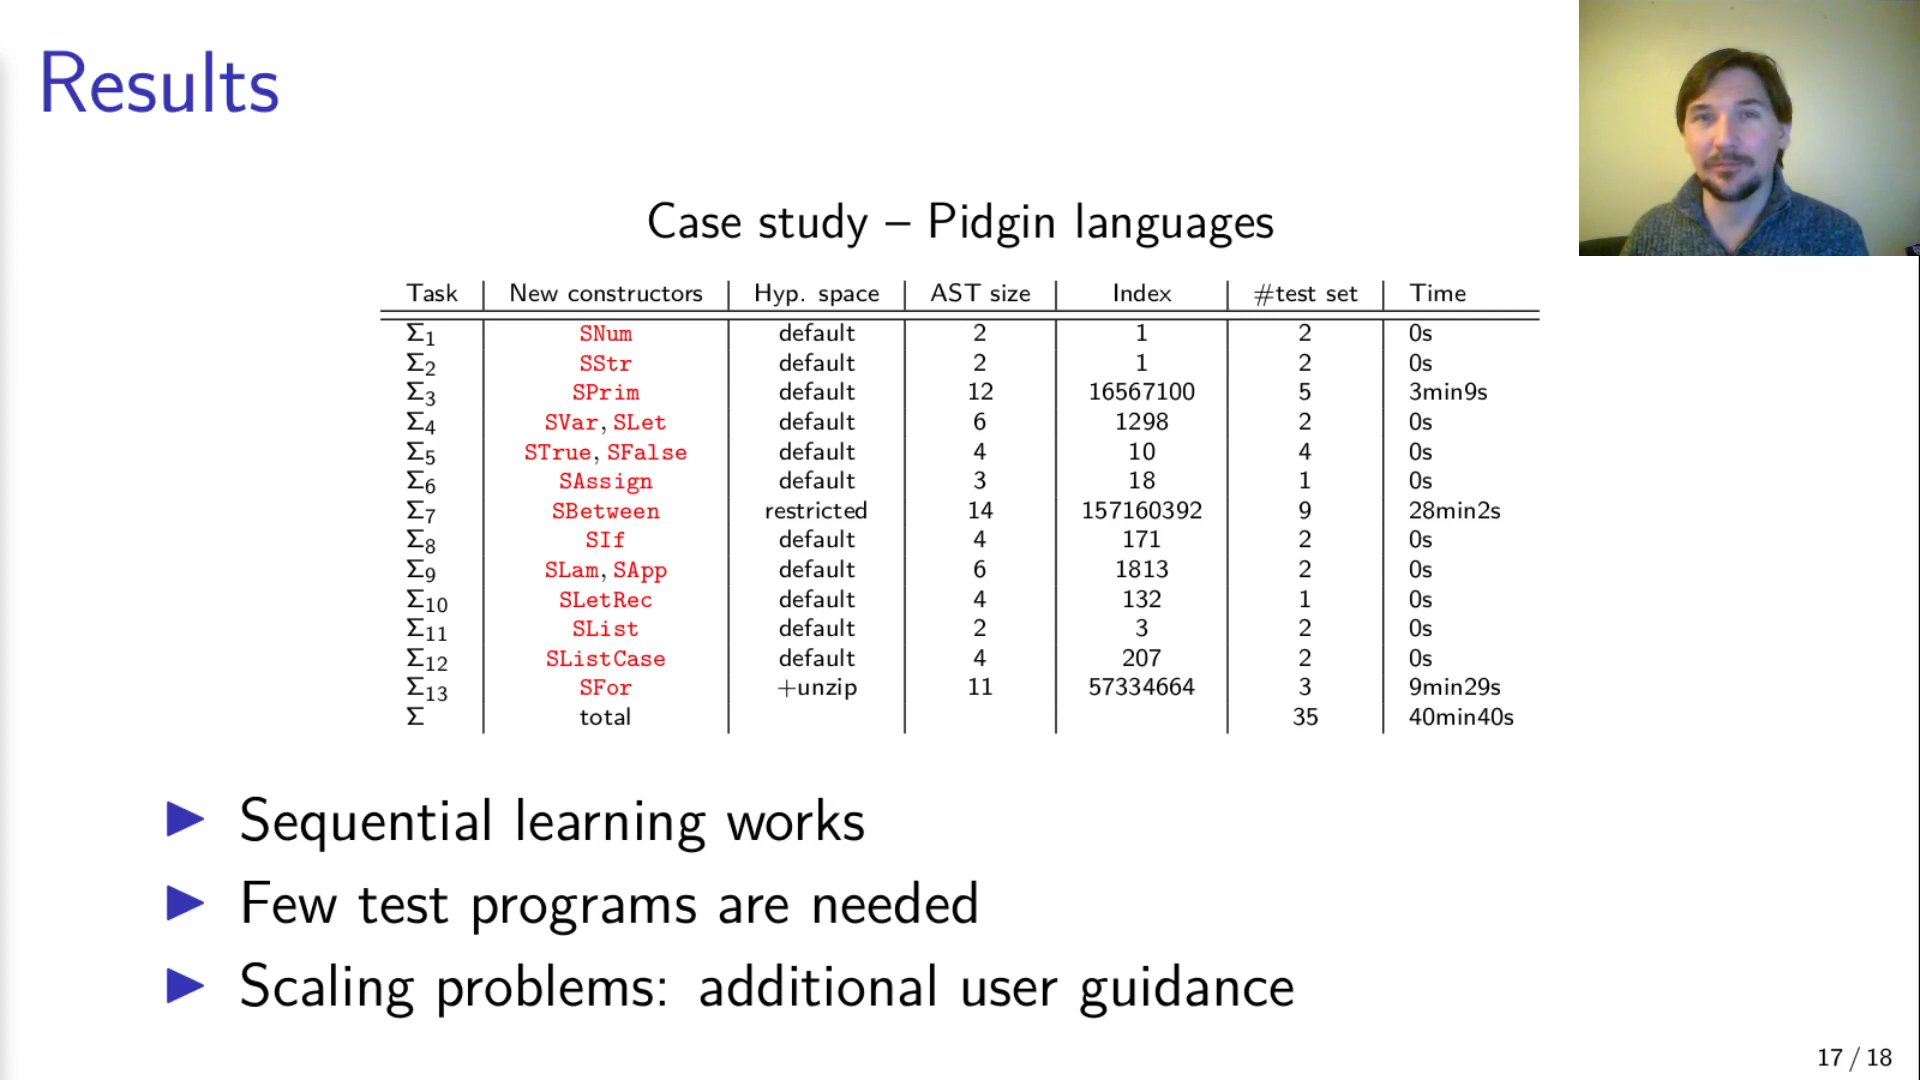 Results
Case study – Pidgin languages
Task New constructors Hyp. space AST size Index #test set Time
Σ1 SNum default 2 1 2 0s
Σ2 SStr default 2 1 2 0s
Σ3 SPrim default 12 16567100 5 3min9s
Σ4 SVar, SLet default 6 1298 2 0s
Σ5 STrue, SFalse default 4 10 4 0s
Σ6 SAssign default 3 18 1 0s
Σ7 SBetween restricted 14 157160392 9 28min2s
Σ8 SIf default 4 171 2 0s
Σ9 SLam, SApp default 6 1813 2 0s
Σ10 SLetRec default 4 132 1 0s
Σ11 SList default 2 3 2 0s
Σ12 SListCase default 4 207 2 0s
Σ13 SFor +unzip 11 57334664 3 9min29s
Σ total 35 40min40s
▶ Sequential learning works
▶ Few test programs are needed
▶ Scaling problems: additional user guidance
17 / 18